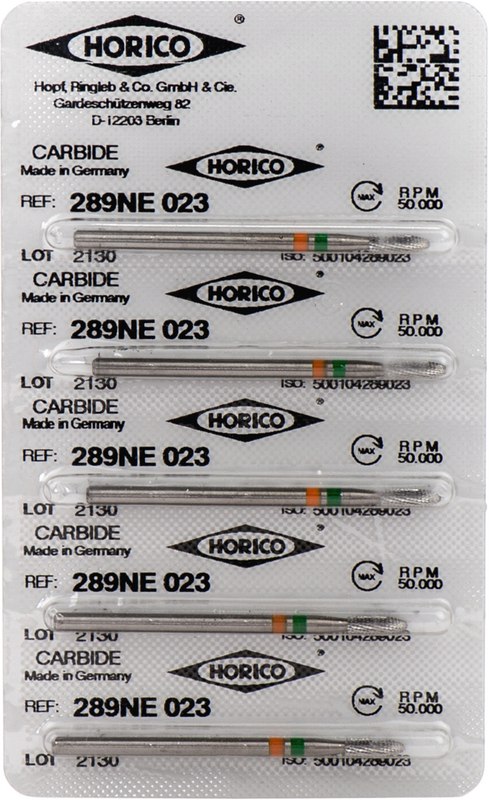 HORICO ®
Hopf, Ringleb & Co. GmbH & Cie.
Gardeschützenweg 82
D-12203 Berlin
CARBIDE
Made in Germany
HORICO ®
REF: 289NE 023
MAX
RPM
50.000
LOT 2130
ISO: 500104289023
CARBIDE
Made in Germany
HORICO ®
REF: 289NE 023
MAX
RPM
50.000
LOT 2130
ISO: 500104289023
CARBIDE
Made in Germany
HORICO ®
REF: 289NE 023
MAX
RPM
50.000
LOT 2130
ISO: 500104289023
CARBIDE
Made in Germany
HORICO ®
REF: 289NE 023
MAX
RPM
50.000
LOT 2130
ISO: 500104289023
CARBIDE
Made in Germany
HORICO ®
REF: 289NE 023
MAX
RPM
50.000
LOT 2130
ISO: 500104289023